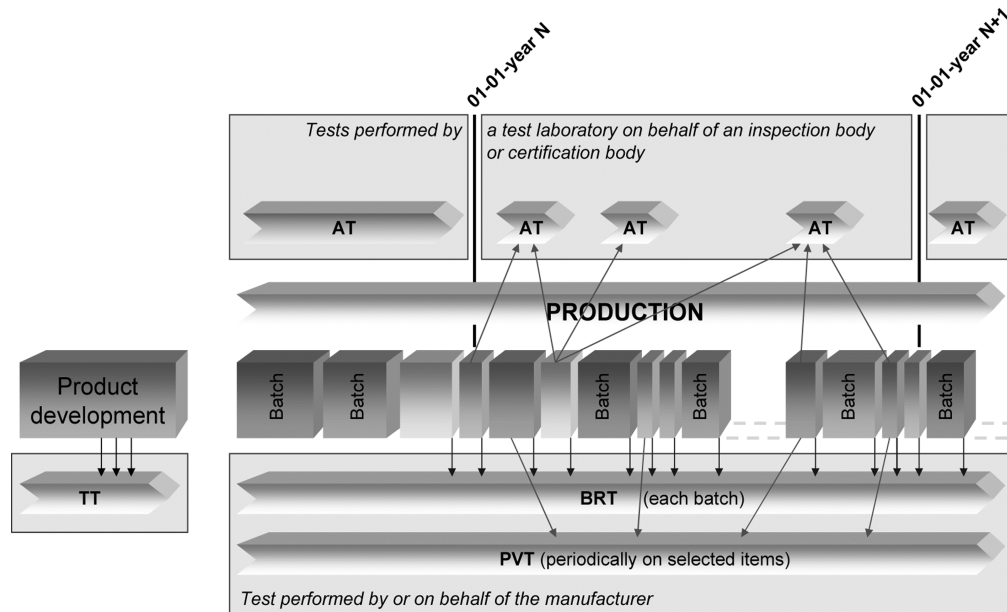 01-01-year N
01-01-year N+1
Tests performed by
a test laboratory on behalf of an inspection body
or certification body
AT
AT
AT
AT
AT
PRODUCTION
Product
development
Batch
Batch
Batch
Batch
Batch
Batch
TT
BRT (each batch)
PVT (periodically on selected items)
Test performed by or on behalf of the manufacturer